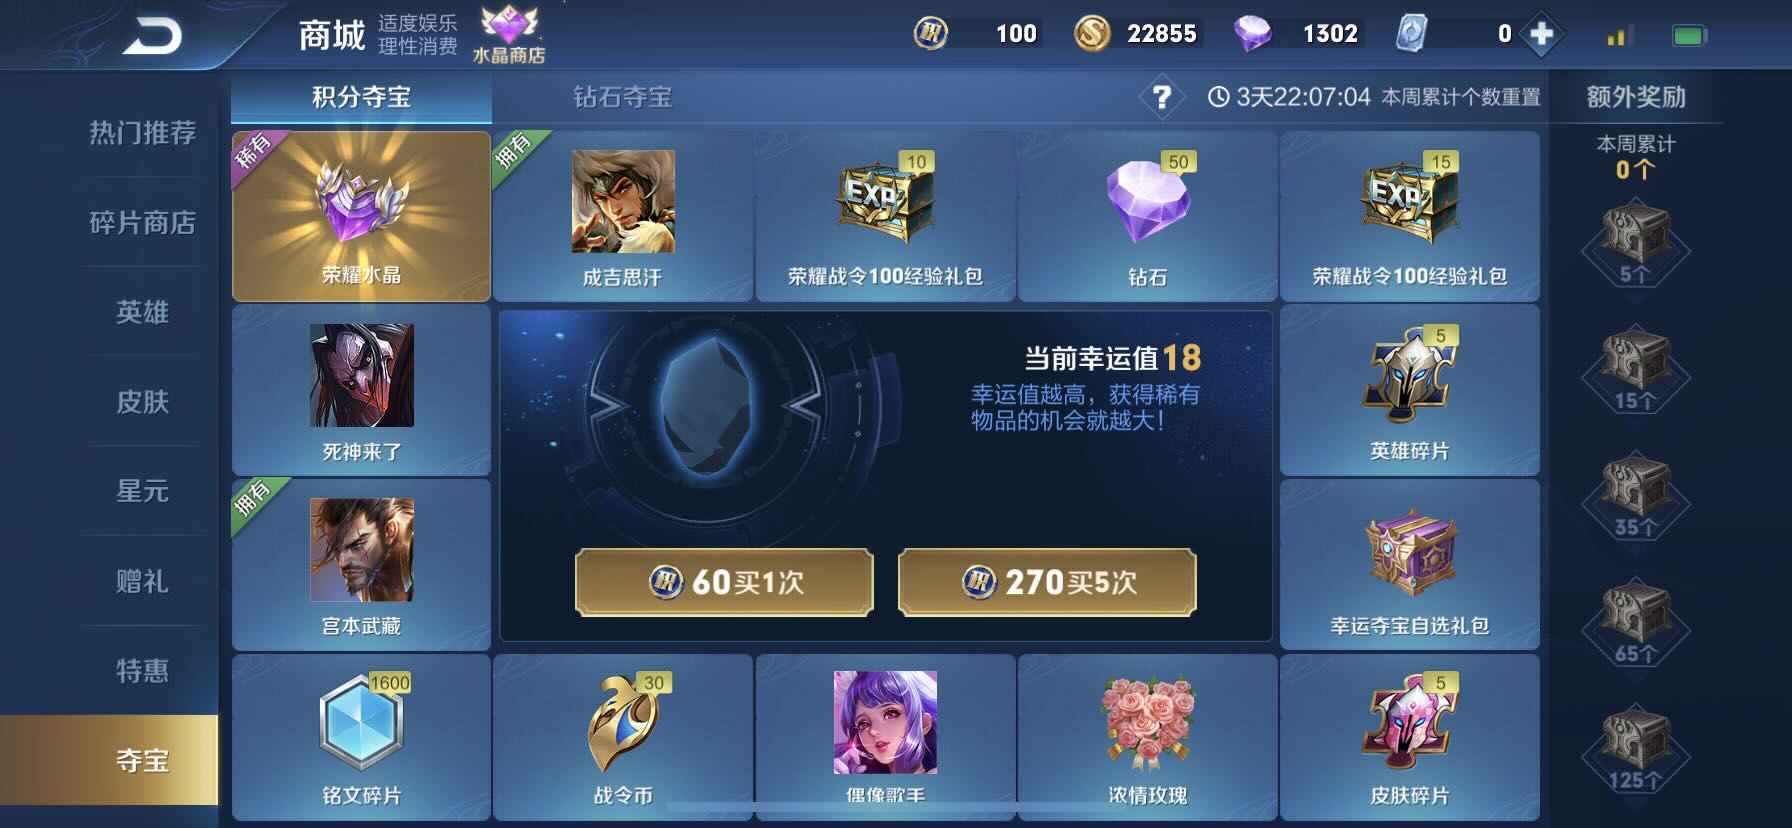 商城
适度娱乐
理性消费
水晶商店
100
22855
1302
0
积分夺宝
钻石夺宝
?
3天22:07:04 本周累计个数重置
额外奖励
热门推荐
碎片商店
英雄
皮肤
星元
赠礼
特惠
夺宝
稀有
荣耀水晶
拥有
成吉思汗
EXP
10
荣耀战令100经验礼包
50
钻石
EXP
15
荣耀战令100经验礼包
死神来了
当前幸运值18
幸运值越高，获得稀有
物品的机会就越大！
5
英雄碎片
拥有
宫本武藏
60买1次
270买5次
幸运夺宝自选礼包
1600
铭文碎片
30
战令币
偶像歌手
浓情玫瑰
5
皮肤碎片
本周累计
0个
5个
15个
35个
65个
125个